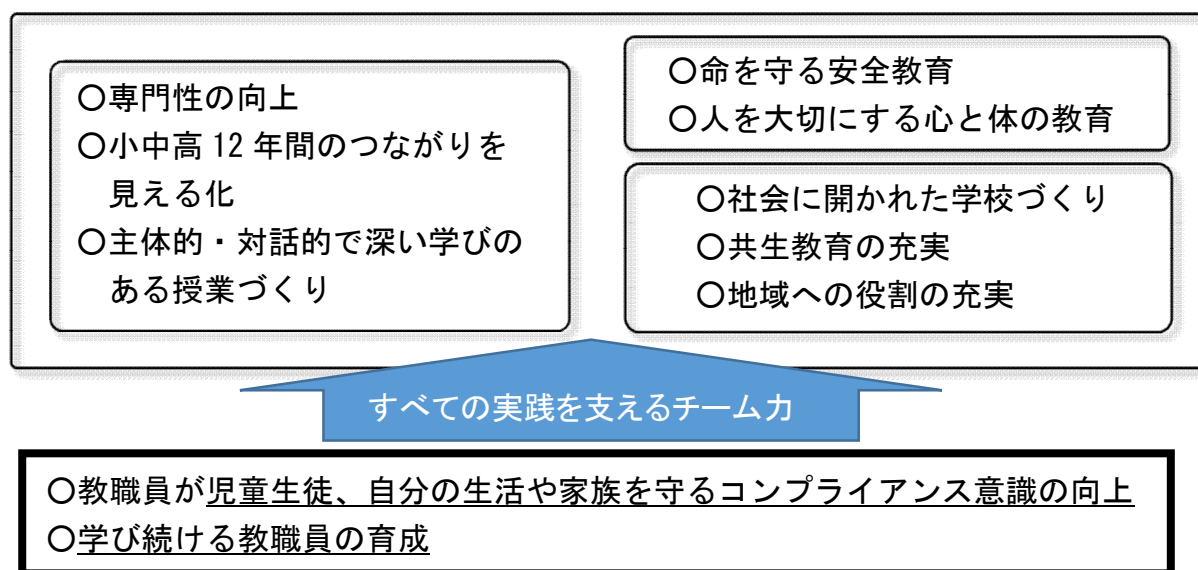 〇専門性の向上
〇小中高 12 年間のつながりを
見える化
〇主体的・対話的で深い学びの
ある授業づくり
〇命を守る安全教育
〇人を大切にする心と体の教育
〇社会に開かれた学校づくり
〇共生教育の充実
〇地域への役割の充実
すべての実践を支えるチーム力
〇教職員が児童生徒、自分の生活や家族を守るコンプライアンス意識の向上
〇学び続ける教職員の育成